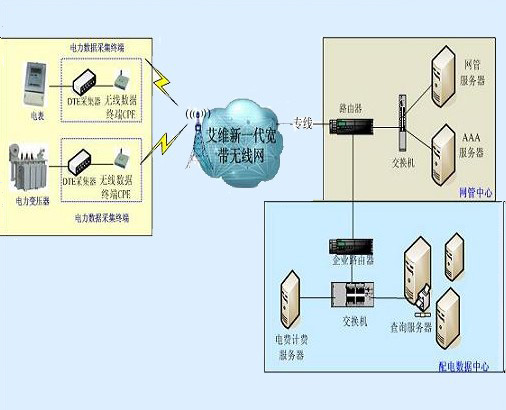 电力数据采集终端
DTE采集器
无线数据
终端CPE
电表
DTE采集器
无线数据
终端CPE
电力变压器
电力数据采集终端
艾维新一代宽
带无线网
专线
路由器
交换机
网管
服务器
AAA
服务器
网管中心
企业路由器
交换机
电费计费
服务器
查询服务器
配电数据中心